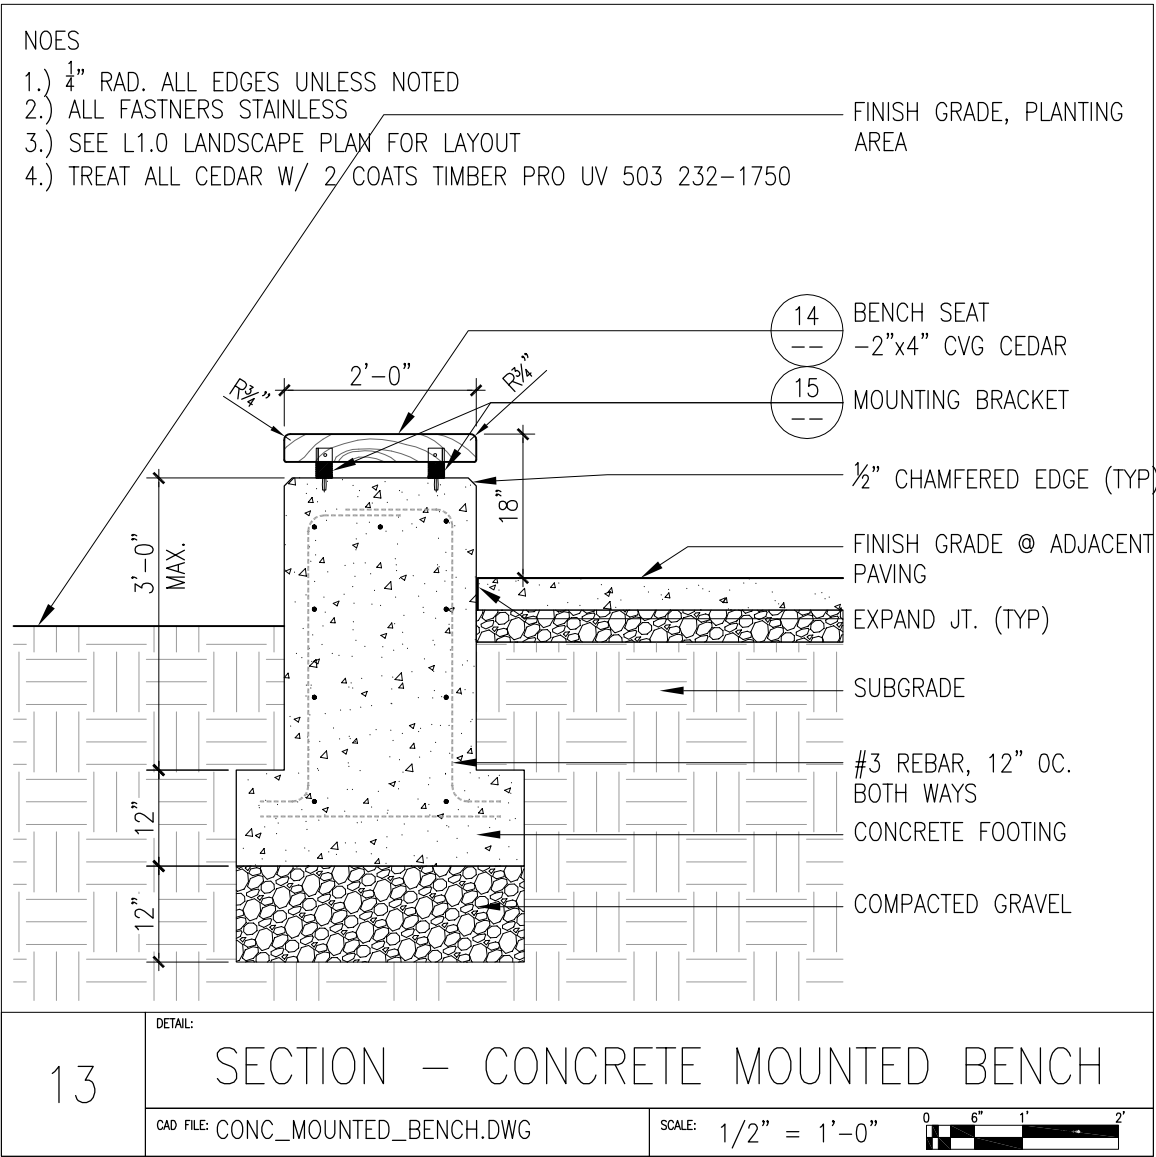 NOES
1.) 1/4" RAD. ALL EDGES UNLESS NOTED
2.) ALL FASTNERS STAINLESS
3.) SEE L1.0 LANDSCAPE PLAN FOR LAYOUT
4.) TREAT ALL CEDAR W/ 2 COATS TIMBER PRO UV 503 232-1750
FINISH GRADE, PLANTING
AREA
14
--
BENCH SEAT
-2"x4" CVG CEDAR
15
--
MOUNTING BRACKET
2'-0"
R3/4"
R3/4"
1/2" CHAMFERED EDGE (TYP)
18"
3'-0"
MAX.
FINISH GRADE @ ADJACENT
PAVING
EXPAND JT. (TYP)
SUBGRADE
#3 REBAR, 12" OC.
BOTH WAYS
12"
CONCRETE FOOTING
12"
COMPACTED GRAVEL
13
DETAIL:
SECTION - CONCRETE MOUNTED BENCH
CAD FILE: CONC_MOUNTED_BENCH.DWG
SCALE: 1/2" = 1'-0"
0 6" 1' 2'